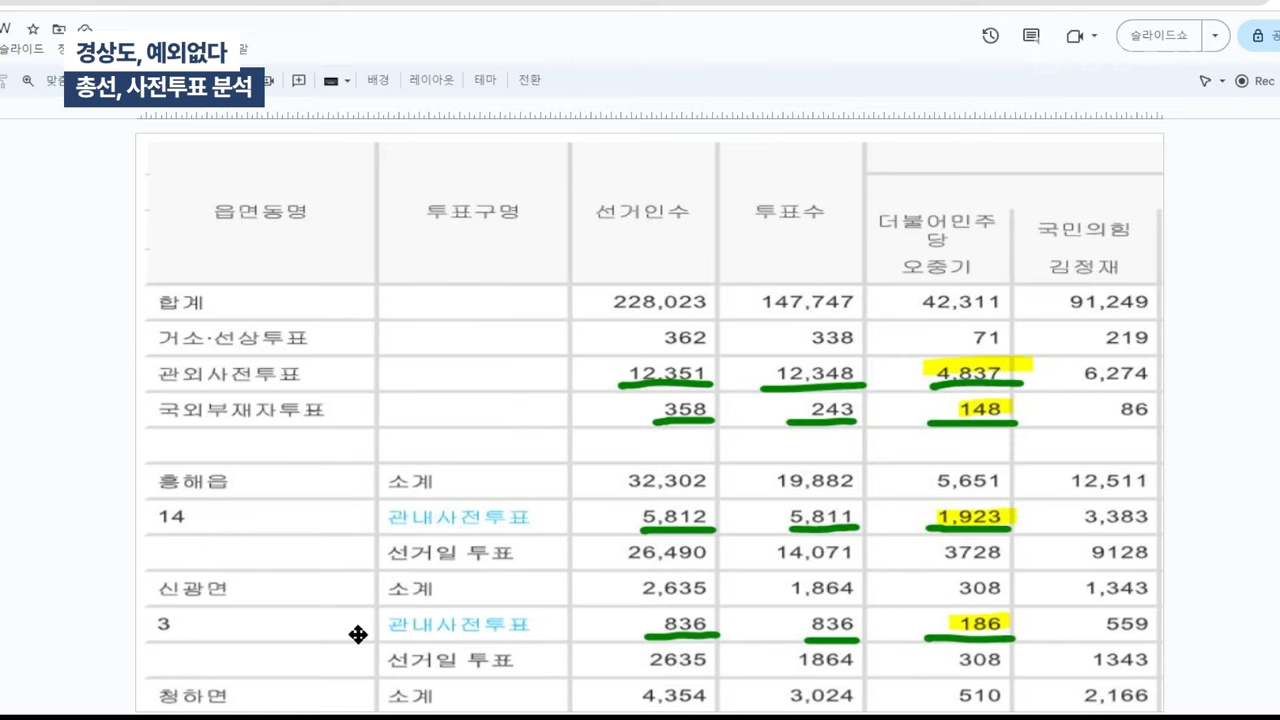 슬라이드
경상도, 예외없다
총선, 사전투표 분석
배경 레이아웃 테마 전환
슬라이드쇼
Rec
읍면동명 투표구명 선거인수 투표수 더불어민주당 오중기 국민의힘 김정재
합계 228,023 147,747 42,311 91,249
거소·선상투표 362 338 71 219
관외사전투표 12,351 12,348 4,837 6,274
국외부재자투표 358 243 148 86
흥해읍 소계 32,302 19,882 5,651 12,511
14 관내사전투표 5,812 5,811 1,923 3,383
선거일 투표 26,490 14,071 3728 9128
신광면 소계 2,635 1,864 308 1,343
3 관내사전투표 836 836 186 559
선거일 투표 2635 1864 308 1343
청하면 소계 4,354 3,024 510 2,166